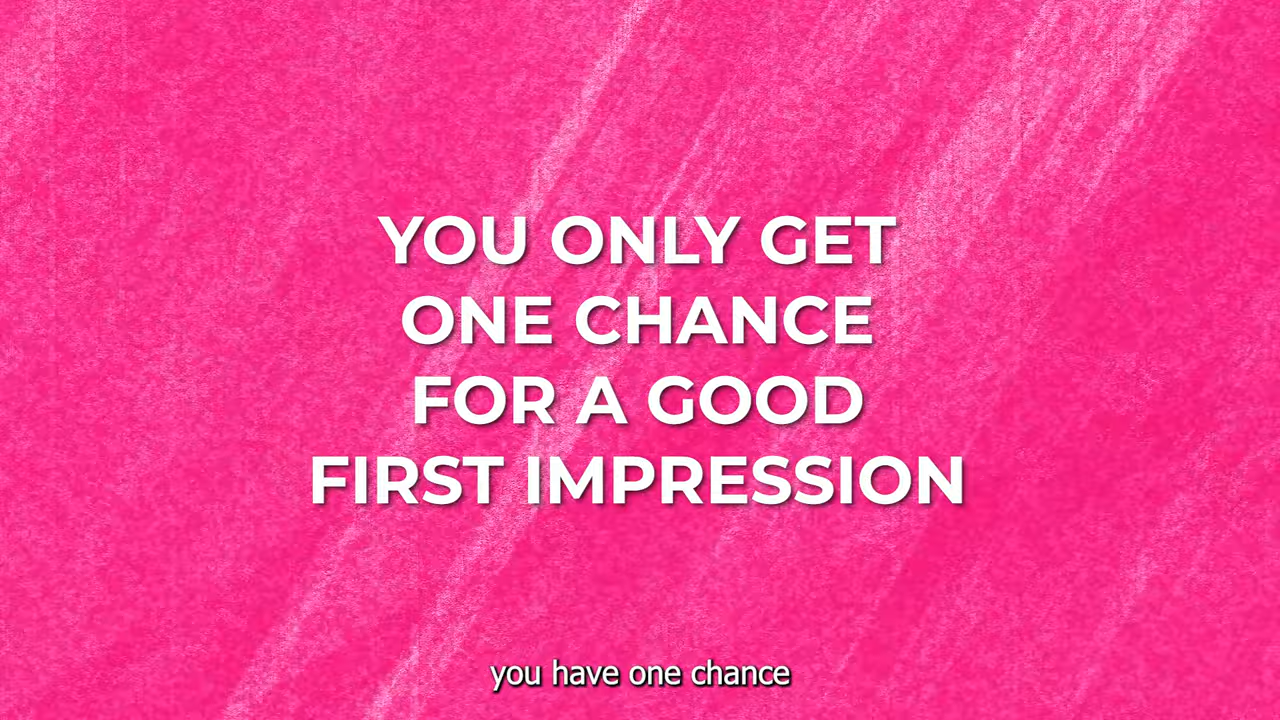 YOU ONLY GET
ONE CHANCE
FOR A GOOD
FIRST IMPRESSION
you have one chance